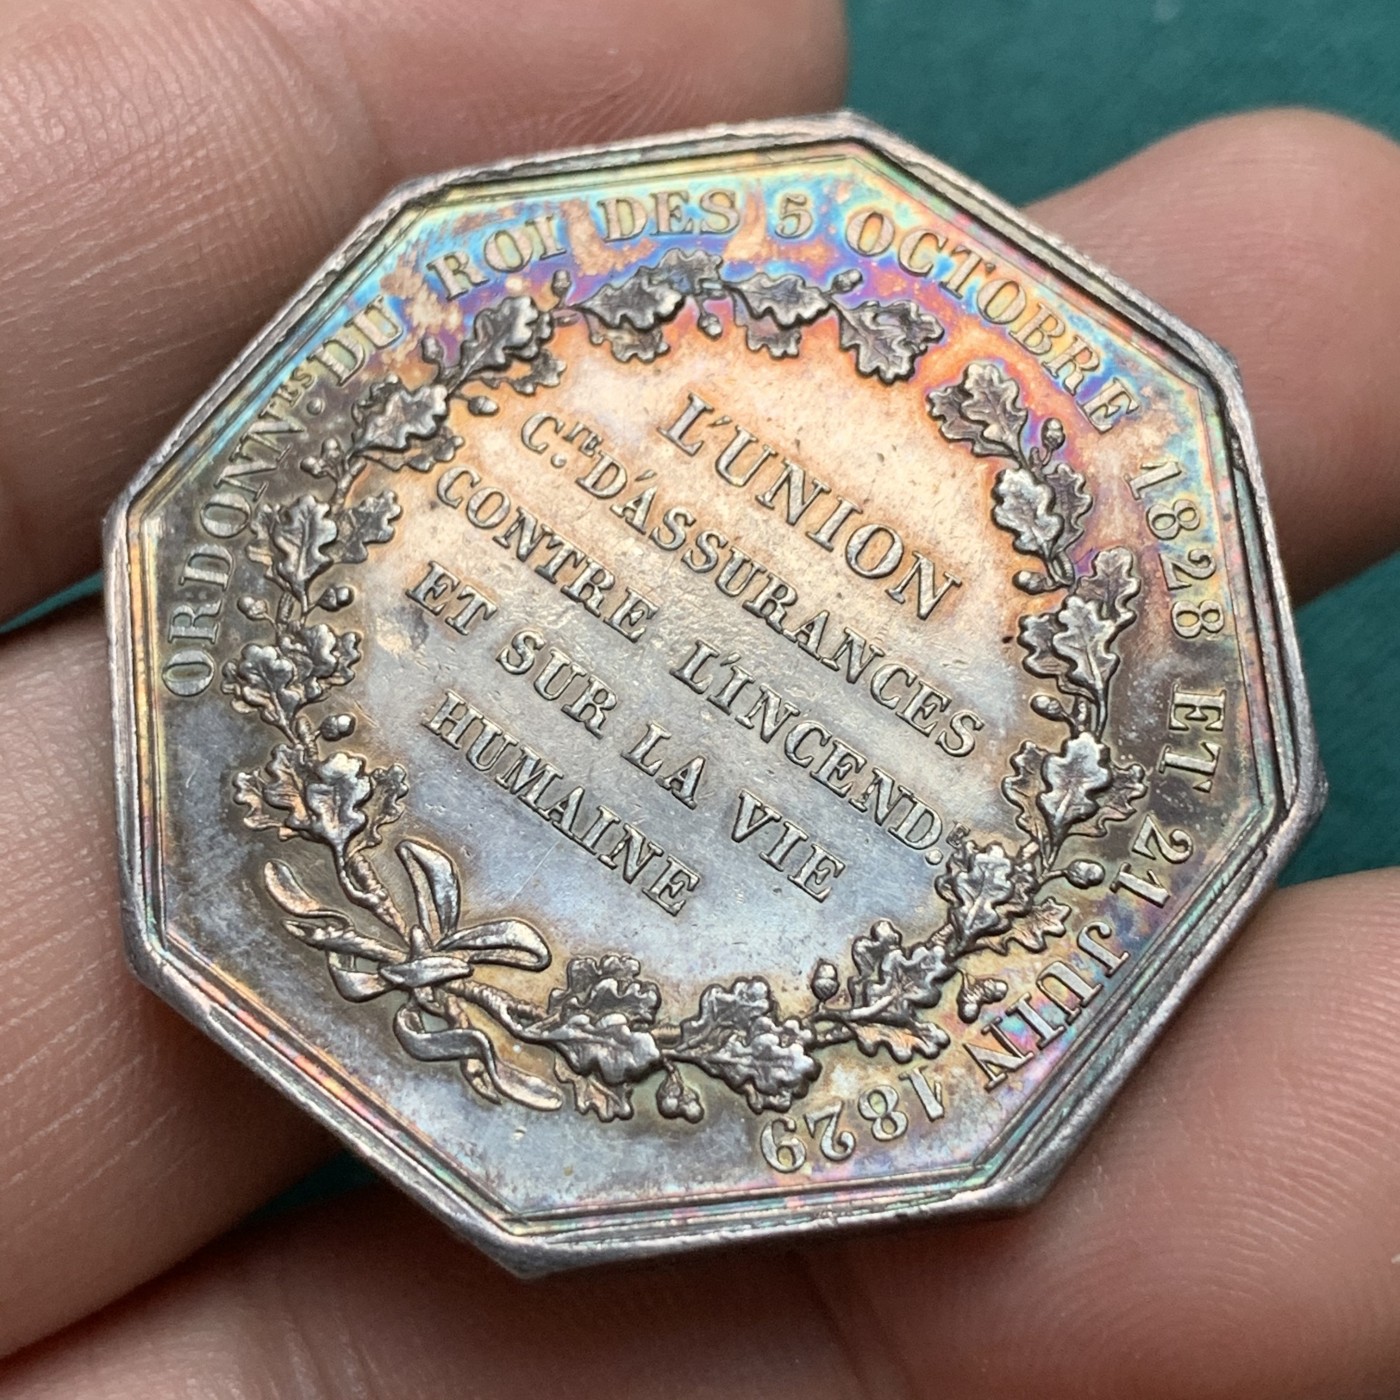 ORDONN.ES DU ROI DES 5 OCTOBRE 1828 ET 21 JUIN 1829
L'UNION
C.IE D'ASSURANCES
CONTRE L'INCEND.E
ET SUR LA VIE
HUMAINE